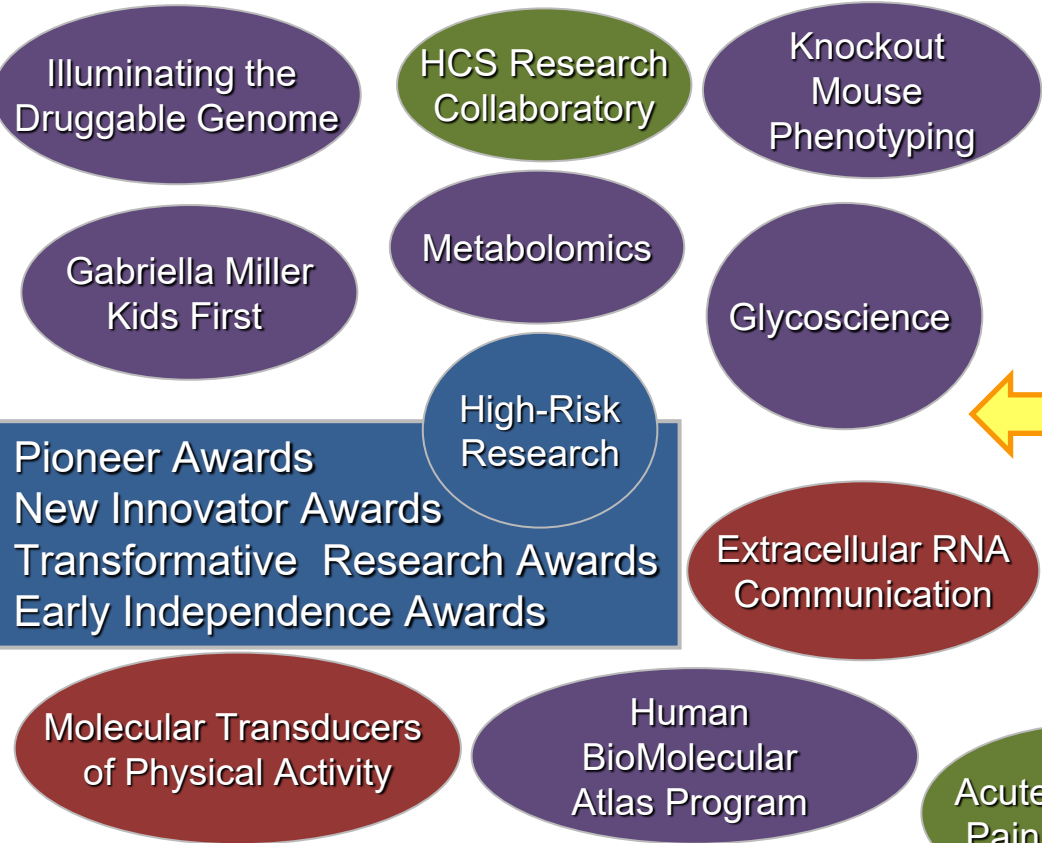 Illuminating the
Druggable Genome
HCS Research
Collaboratory
Knockout
Mouse
Phenotyping
Gabriella Miller
Kids First
Metabolomics
Glycoscience
High-Risk
Research
Pioneer Awards
New Innovator Awards
Transformative Research Awards
Early Independence Awards
Extracellular RNA
Communication
Molecular Transducers
of Physical Activity
Human
BioMolecular
Atlas Program
Acute
Pain